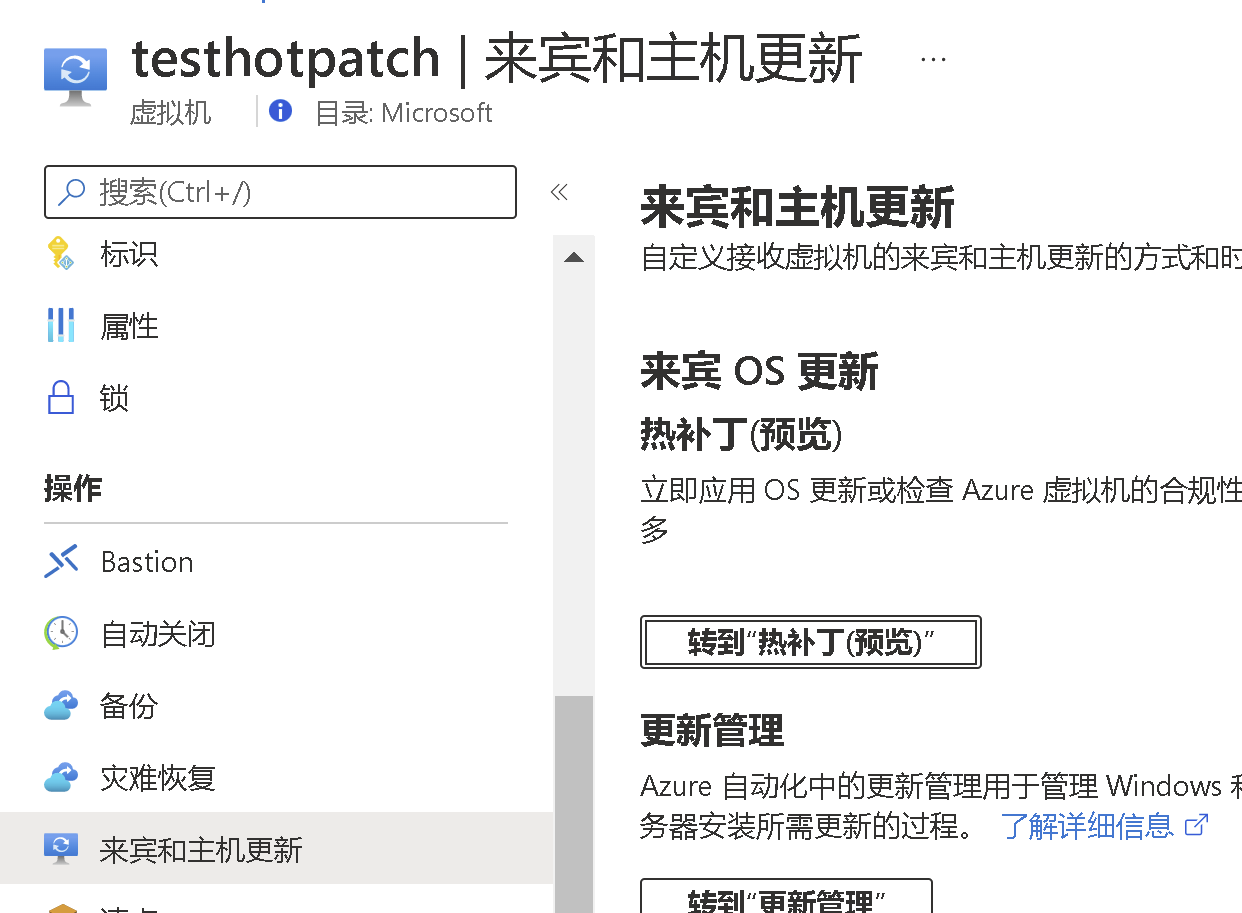 testhotpatch | 来宾和主机更新 ...
虚拟机
目录: Microsoft
搜索(Ctrl+/)
标识
属性
锁
操作
Bastion
自动关闭
备份
灾难恢复
来宾和主机更新
来宾和主机更新
自定义接收虚拟机的来宾和主机更新的方式和时
来宾 OS 更新
热补丁(预览)
立即应用 OS 更新或检查 Azure 虚拟机的合规性
多
转到“热补丁(预览)”
更新管理
Azure 自动化中的更新管理用于管理 Windows 和
务器安装所需更新的过程。 了解详细信息
转到“更新管理”